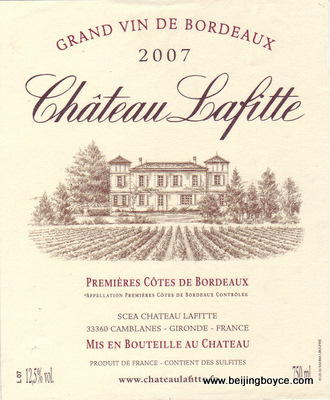 GRAND VIN DE BORDEAUX
2007
Château Lafitte
PREMIÈRES CÔTES DE BORDEAUX
"APPELLATION PREMIÈRES CÔTES DE BORDEAUX CONTRÔLÉE
SCEA CHATEAU LAFITTE
33360 CAMBLANES - GIRONDE - FRANCE
MIS EN BOUTEILLE AU CHATEAU
PRODUIT DE FRANCE - CONTIENT DES SULFITES
LOT
12,5% vol.
www.chateaulafitte
750 ml
www.beijingboyce.com